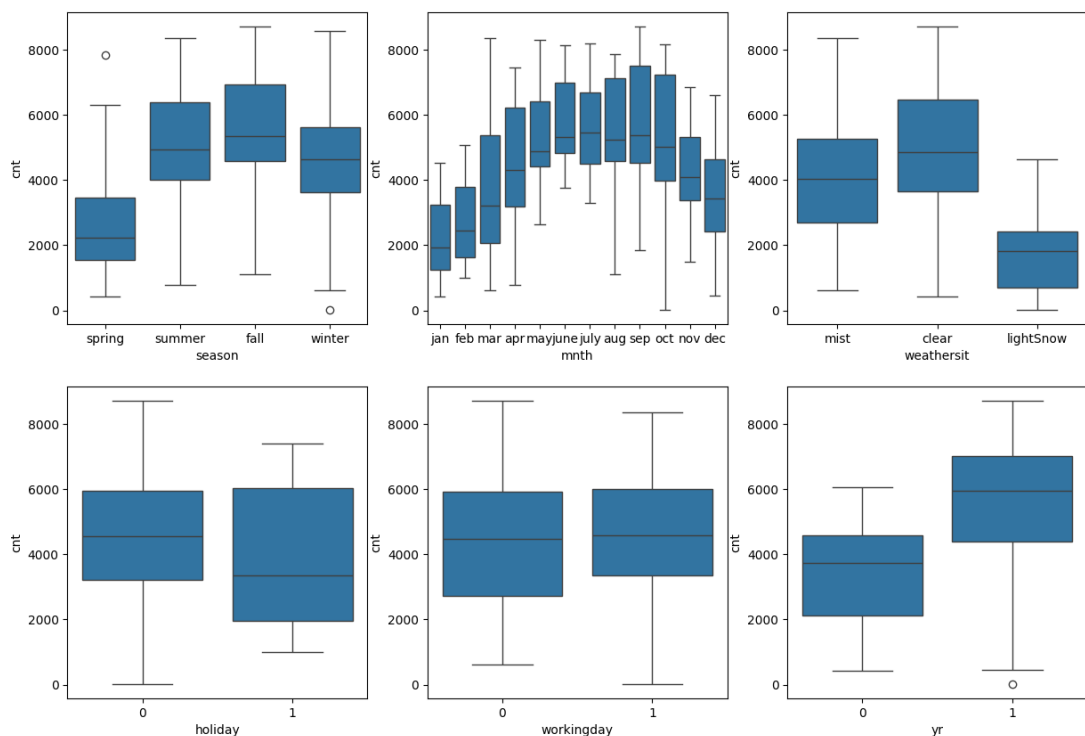 8000
6000
4000
2000
0
cnt
spring summer fall winter
season
8000
6000
4000
2000
0
cnt
jan feb mar apr may june july aug sep oct nov dec
mnth
8000
6000
4000
2000
0
cnt
mist clear lightSnow
weathersit
8000
6000
4000
2000
0
cnt
0 1
holiday
8000
6000
4000
2000
0
cnt
0 1
workingday
8000
6000
4000
2000
0
cnt
0 1
yr